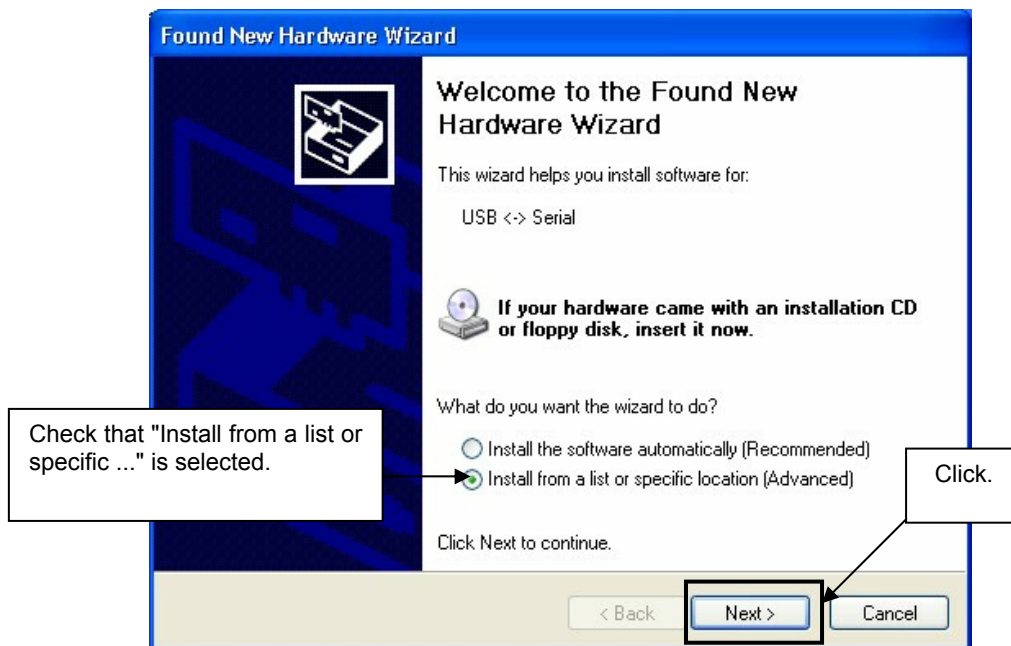 Found New Hardware Wizard
Welcome to the Found New
Hardware Wizard
This wizard helps you install software for:
USB <-> Serial
If your hardware came with an installation CD
or floppy disk, insert it now.
What do you want the wizard to do?
Install the software automatically (Recommended)
Install from a list or specific location (Advanced)
Check that "Install from a list or
specific ..." is selected.
Click.
Click Next to continue.
< Back
Next >
Cancel